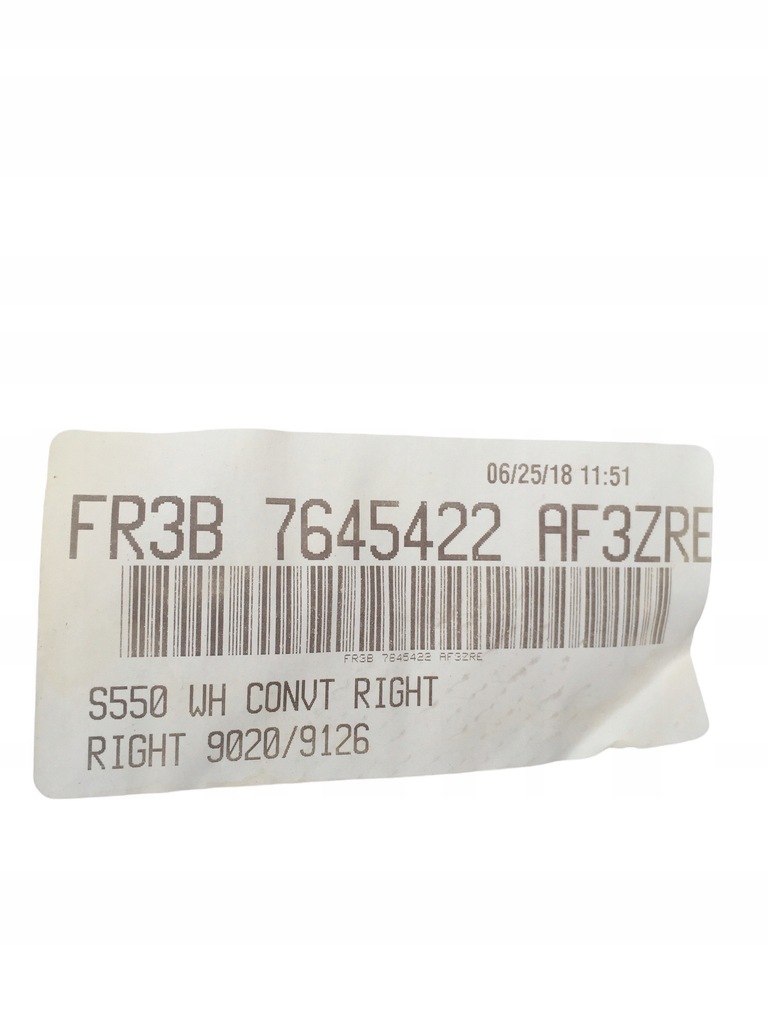 06/25/18 11:51
FR3B 7645422 AF3ZRE
FR3B 7645422 AF3ZRE
S550 WH CONVT RIGHT
RIGHT 9020/9126